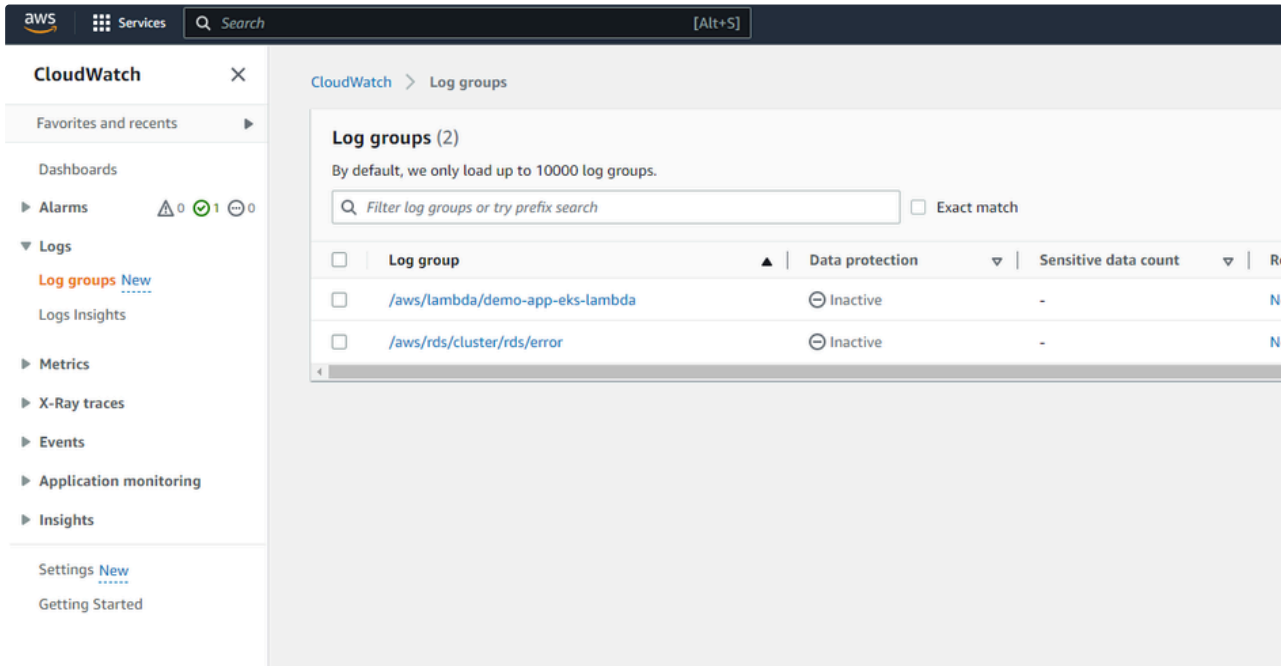 aws Services Search [Alt+S]
CloudWatch
Favorites and recents
Dashboards
Alarms 0 1 0
Logs
Log groups New
Logs Insights
Metrics
X-Ray traces
Events
Application monitoring
Insights
Settings New
Getting Started
CloudWatch > Log groups
Log groups (2)
By default, we only load up to 10000 log groups.
Filter log groups or try prefix search Exact match
Log group Data protection Sensitive data count
/aws/lambda/demo-app-eks-lambda Inactive -
/aws/rds/cluster/rds/error Inactive -